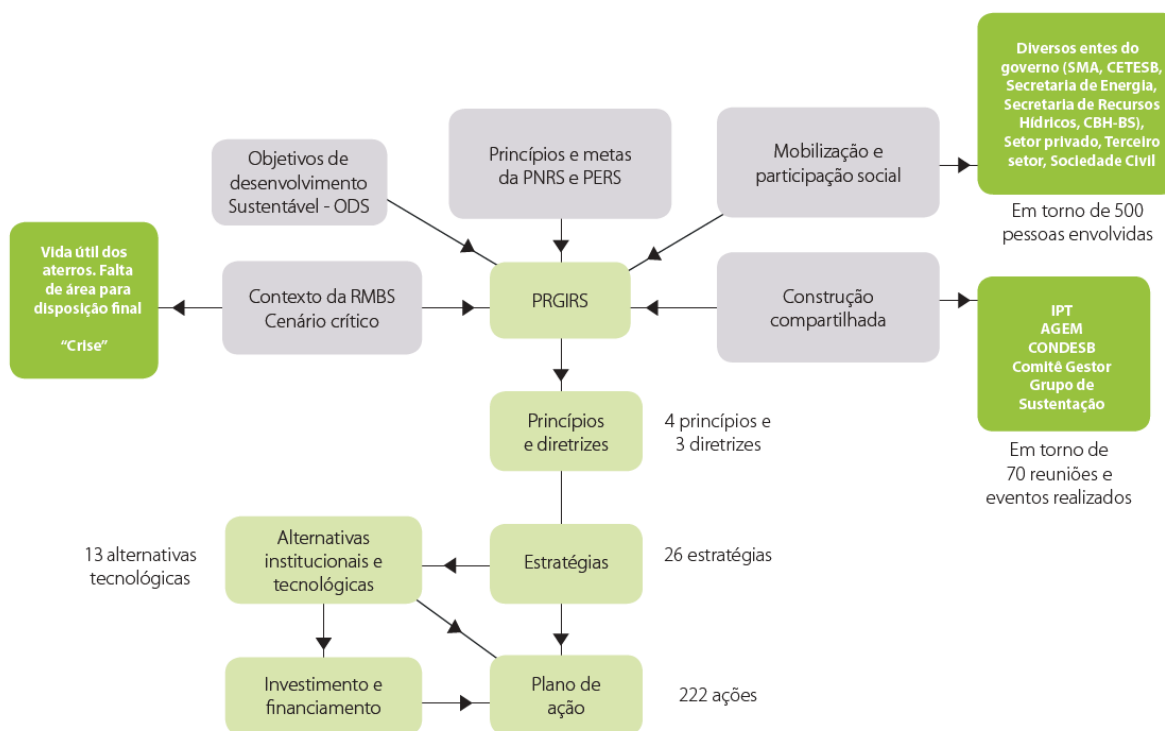 Diversos entes do
governo (SMA, CETESB,
Secretaria de Energia,
Secretaria de Recursos
Hídricos, CBH-BS),
Setor privado, Terceiro
setor, Sociedade Civil
Em torno de 500
pessoas envolvidas
Objetivos de
desenvolvimento
Sustentável - ODS
Princípios e metas
da PNRS e PERS
Mobilização e
participação social
Vida útil dos
aterros. Falta
de área para
disposição final
“Crise”
Contexto da RMBS
Cenário crítico
PRGIRS
Construção
compartilhada
IPT
AGEM
CONDESB
Comitê Gestor
Grupo de
Sustentação
Em torno de
70 reuniões e
eventos realizados
Princípios
e diretrizes
4 princípios e
3 diretrizes
13 alternativas
tecnológicas
Alternativas
institucionais e
tecnológicas
Estratégias
26 estratégias
Investimento e
financiamento
Plano de
ação
222 ações